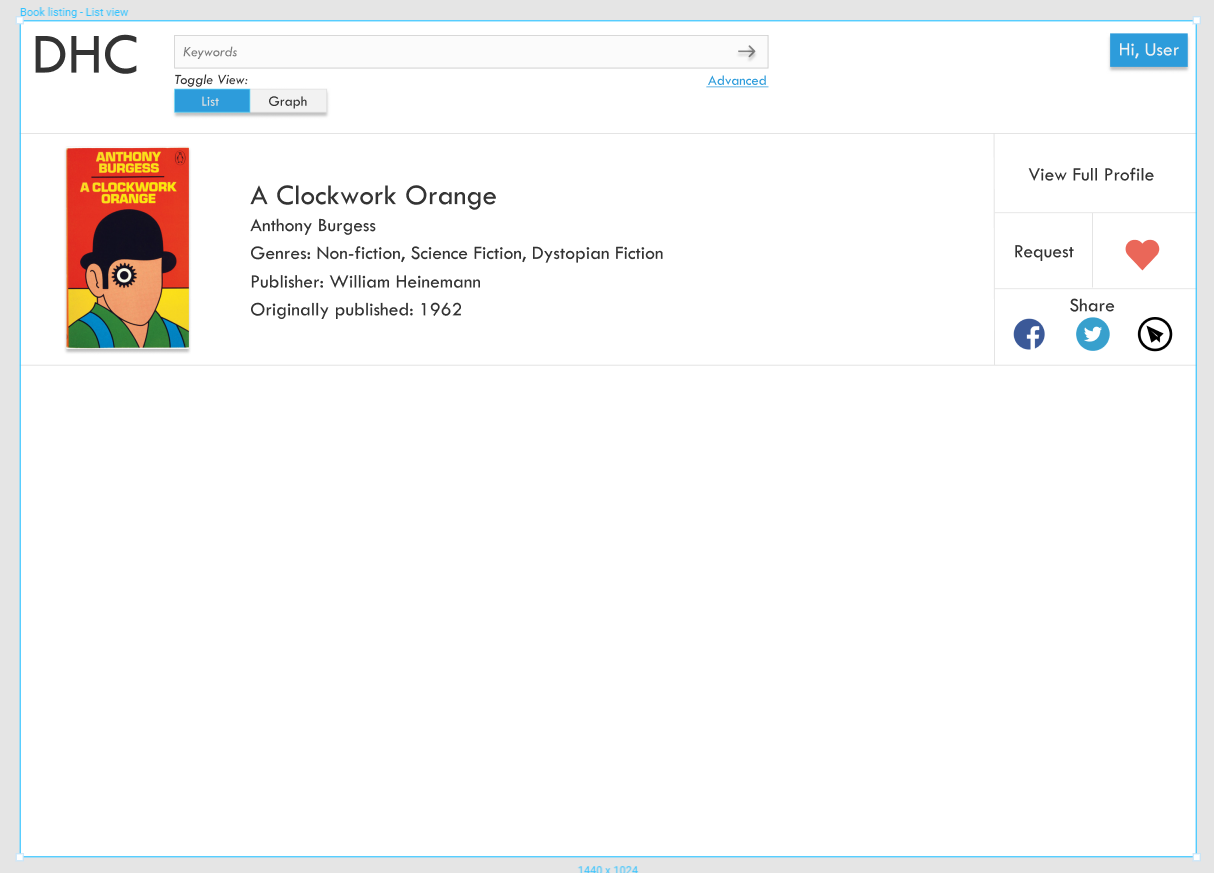 Book listing - List view
DHC
Keywords
Hi, User
Toggle View:
Advanced
List
Graph
ANTHONY
BURGESS
A CLOCKWORK
ORANGE
A Clockwork Orange
Anthony Burgess
Genres: Non-fiction, Science Fiction, Dystopian Fiction
Publisher: William Heinemann
Originally published: 1962
View Full Profile
Request
Share
1440 x 1024